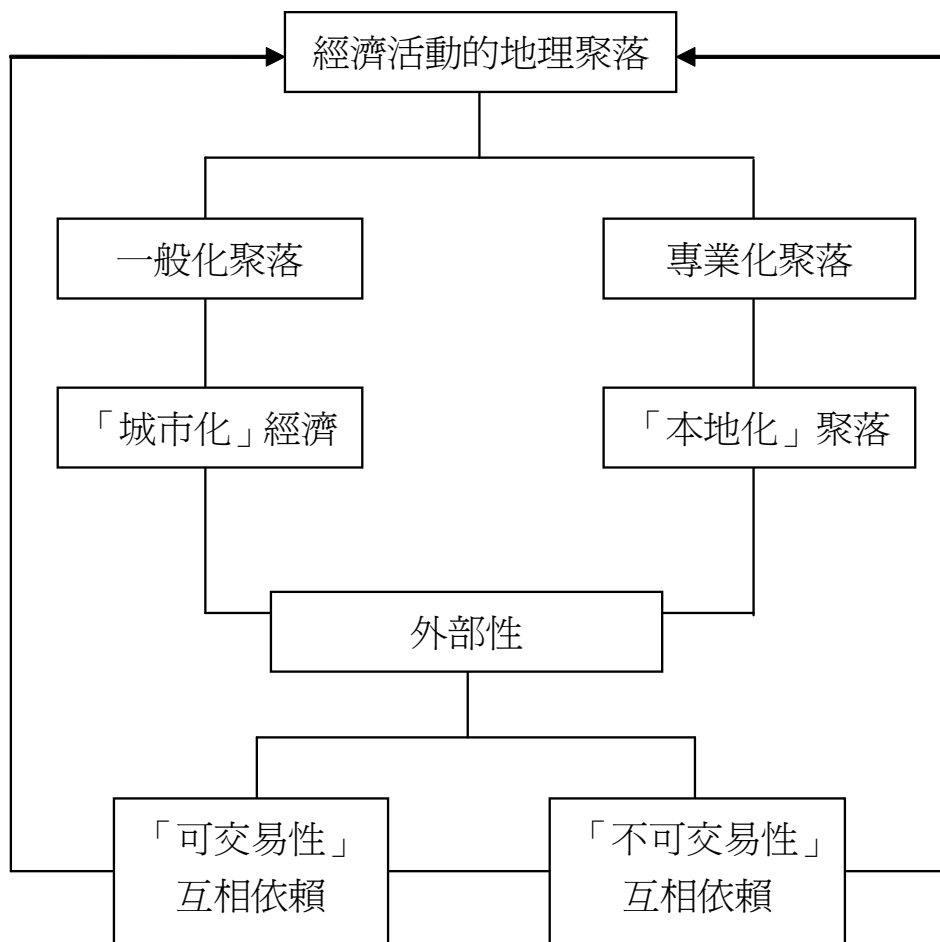 經濟活動的地理聚落
一般化聚落
專業化聚落
「城市化」經濟
「本地化」聚落
外部性
「可交易性」
互相依賴
「不可交易性」
互相依賴